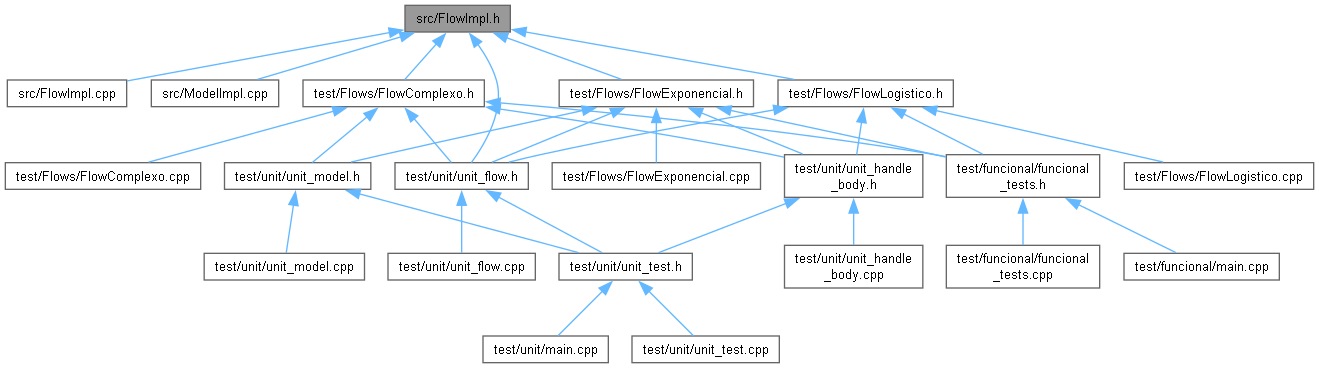 src/FlowImpl.h
src/FlowImpl.cpp
src/ModelImpl.cpp
test/Flows/FlowComplexo.h
test/Flows/FlowExponencial.h
test/Flows/FlowLogistico.h
test/Flows/FlowComplexo.cpp
test/unit/unit_model.h
test/unit/unit_flow.h
test/Flows/FlowExponencial.cpp
test/unit/unit_handle
_body.h
test/funcional/funcional
_tests.h
test/Flows/FlowLogistico.cpp
test/unit/unit_model.cpp
test/unit/unit_flow.cpp
test/unit/unit_test.h
test/unit/unit_handle
_body.cpp
test/funcional/funcional
_tests.cpp
test/funcional/main.cpp
test/unit/main.cpp
test/unit/unit_test.cpp